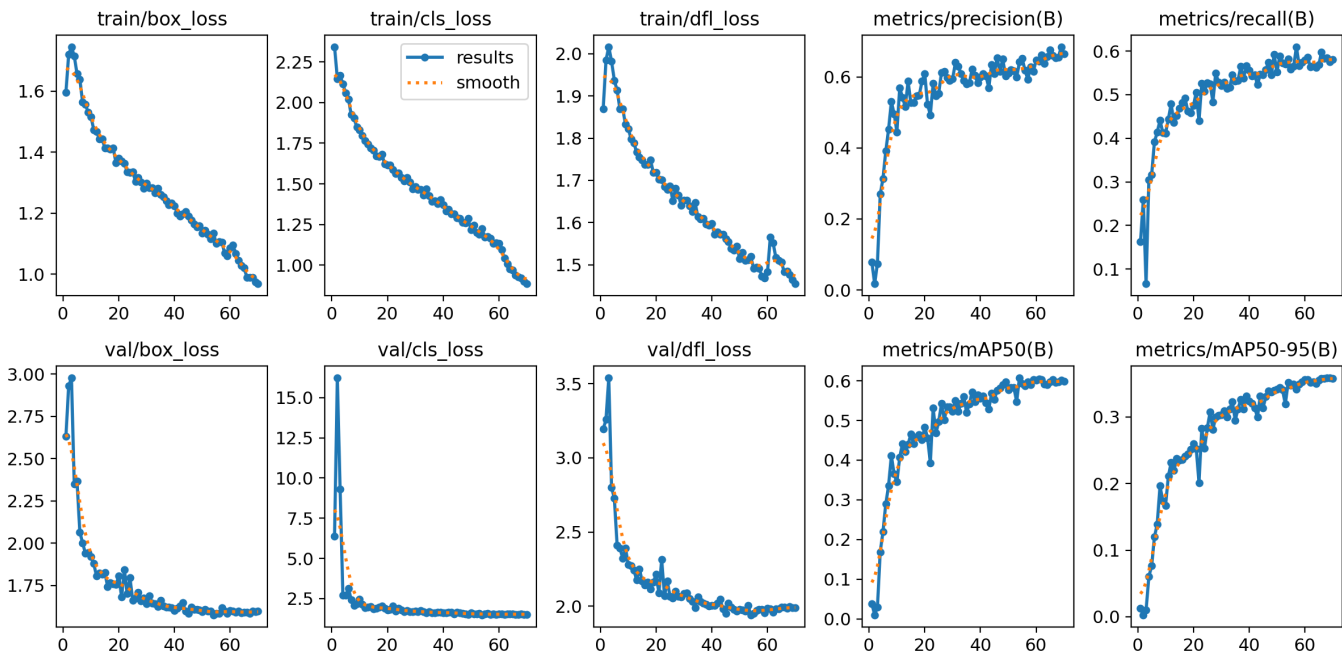 train/box_loss
train/cls_loss
train/dfl_loss
metrics/precision(B)
metrics/recall(B)
1.6
1.4
1.2
1.0
0 20 40 60
2.25
2.00
1.75
1.50
1.25
1.00
0 20 40 60
results
smooth
2.0
1.9
1.8
1.7
1.6
1.5
0 20 40 60
0.6
0.4
0.2
0.0
0 20 40 60
0.6
0.5
0.4
0.3
0.2
0.1
0 20 40 60
val/box_loss
val/cls_loss
val/dfl_loss
metrics/mAP50(B)
metrics/mAP50-95(B)
3.00
2.75
2.50
2.25
2.00
1.75
0 20 40 60
15.0
12.5
10.0
7.5
5.0
2.5
0 20 40 60
3.5
3.0
2.5
2.0
0 20 40 60
0.6
0.5
0.4
0.3
0.2
0.1
0.0
0 20 40 60
0.3
0.2
0.1
0.0
0 20 40 60